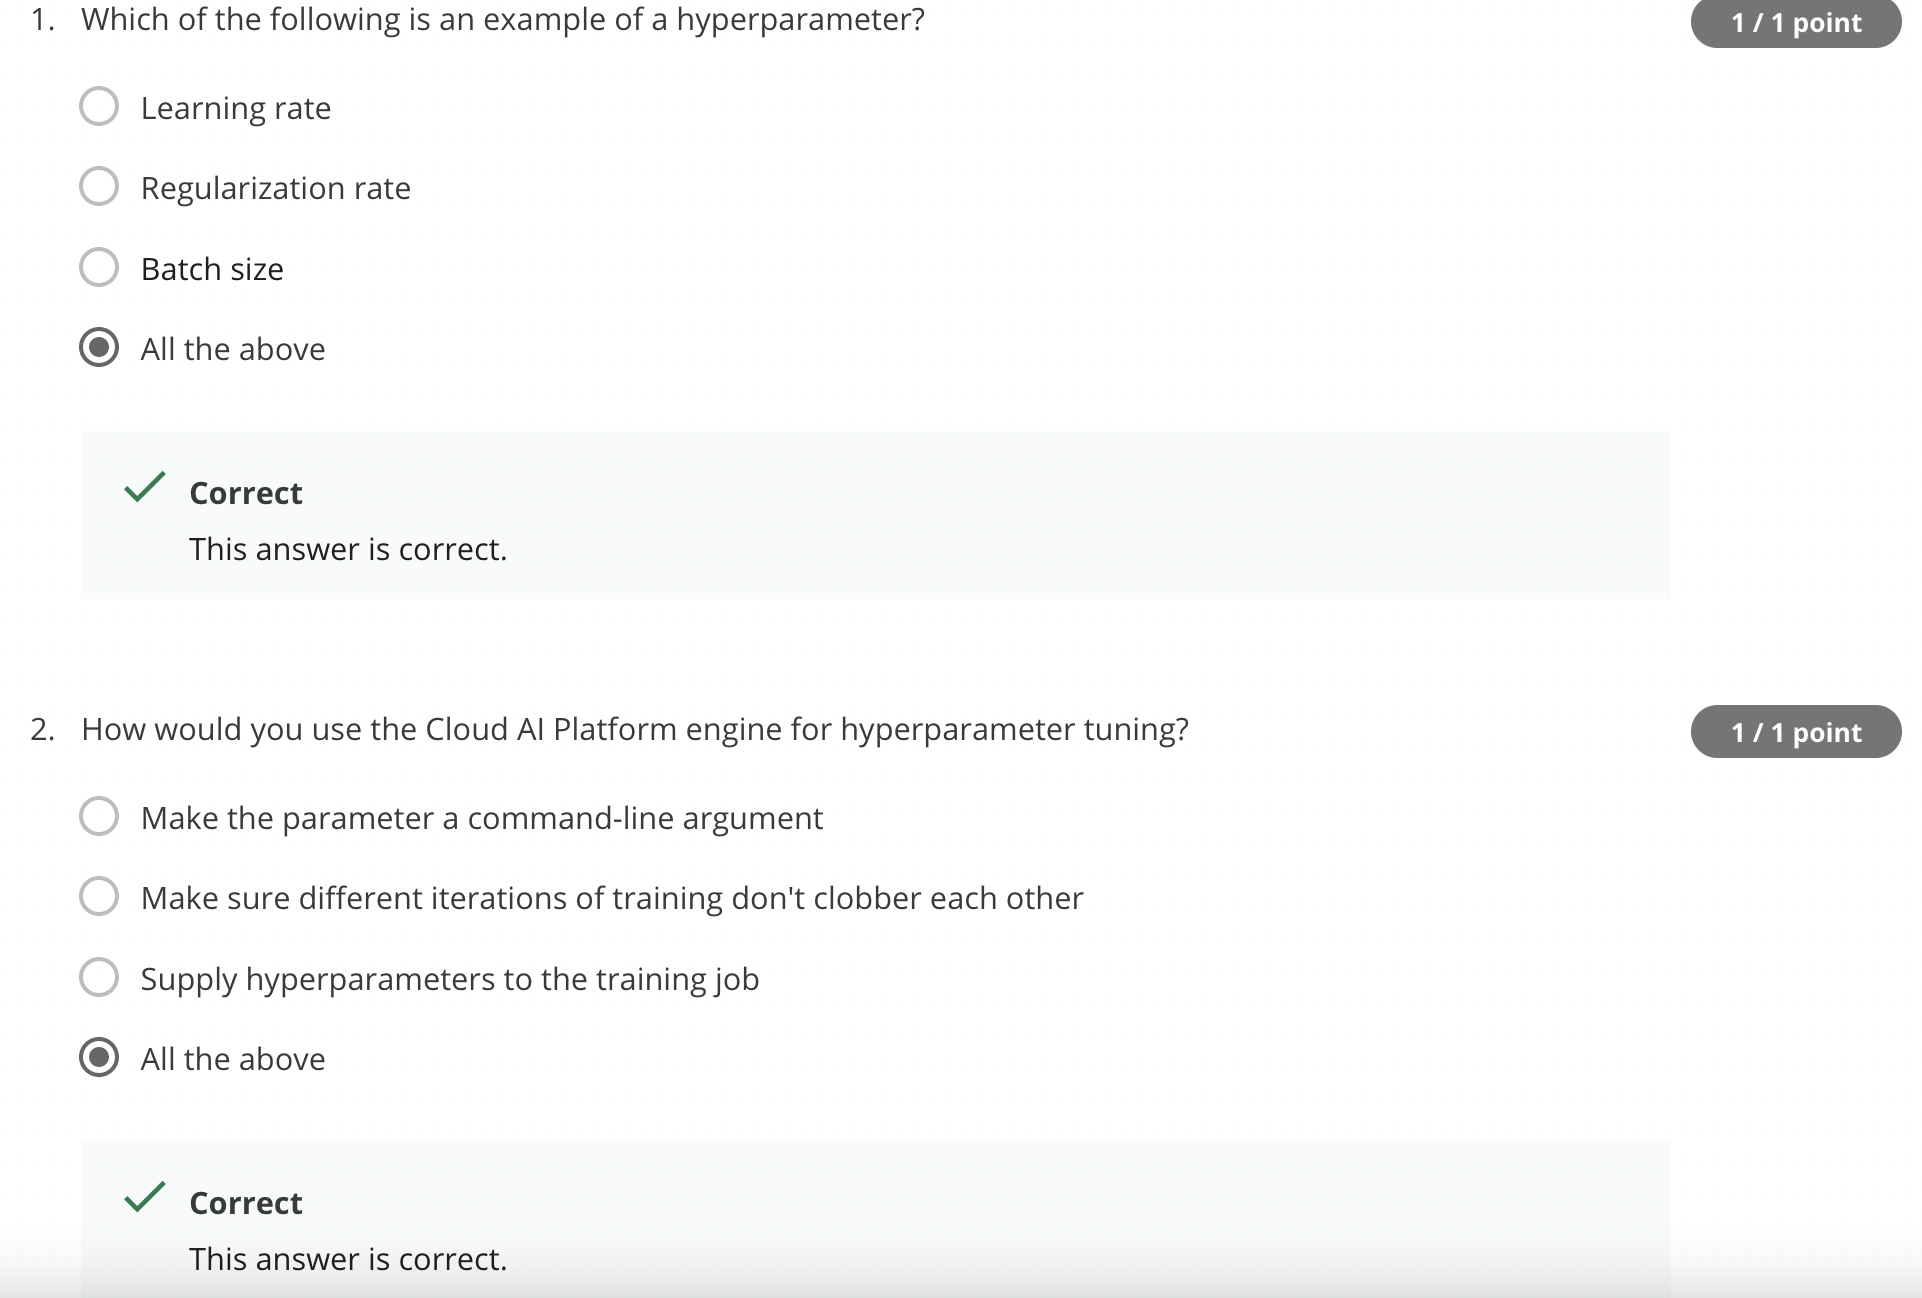 1. Which of the following is an example of a hyperparameter?
1 / 1 point
Learning rate
Regularization rate
Batch size
All the above
Correct
This answer is correct.
2. How would you use the Cloud AI Platform engine for hyperparameter tuning?
1 / 1 point
Make the parameter a command-line argument
Make sure different iterations of training don't clobber each other
Supply hyperparameters to the training job
All the above
Correct
This answer is correct.